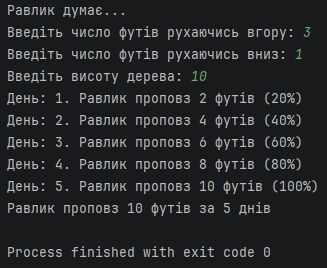 Равлик думає...
Введіть число футів рухаючись вгору: 3
Введіть число футів рухаючись вниз: 1
Введіть висоту дерева: 10
День: 1. Равлик проповз 2 футів (20%)
День: 2. Равлик проповз 4 футів (40%)
День: 3. Равлик проповз 6 футів (60%)
День: 4. Равлик проповз 8 футів (80%)
День: 5. Равлик проповз 10 футів (100%)
Равлик проповз 10 футів за 5 днів
Process finished with exit code 0